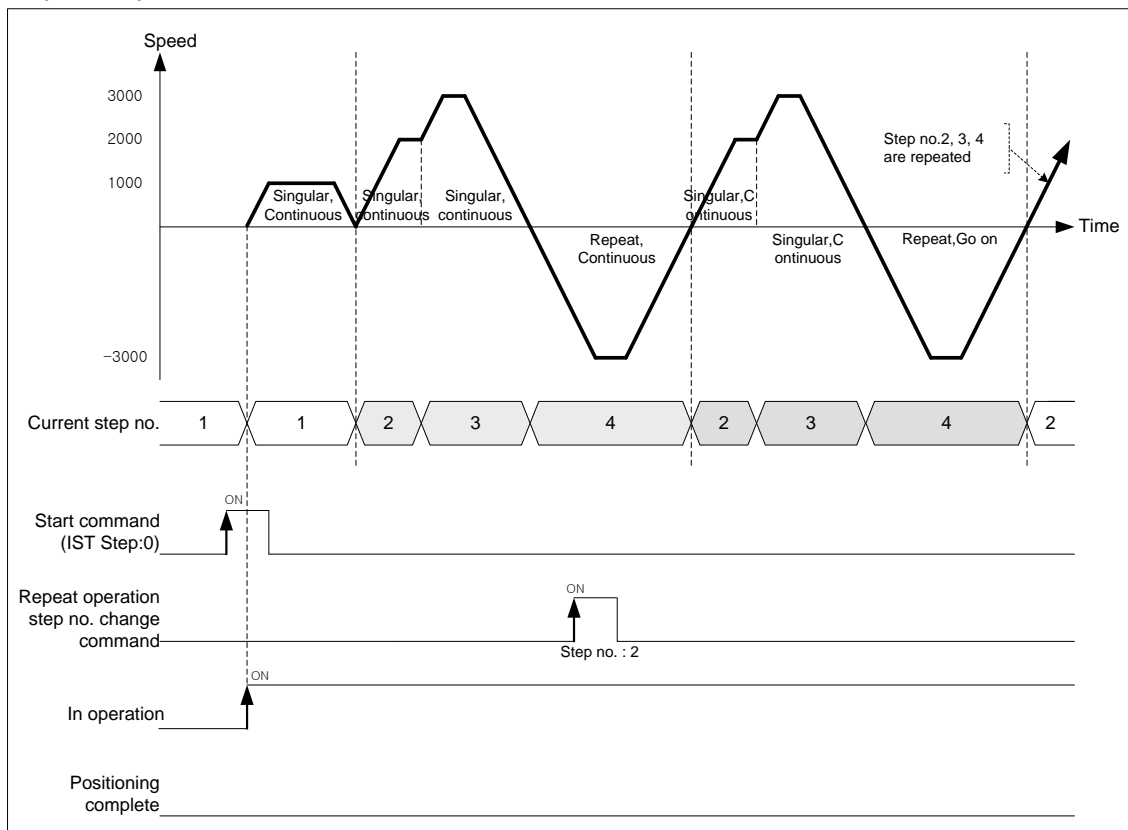 Speed
3000
2000
1000
-3000
Singular,
Continuous
Singular,
continuous
Singular,
continuous
Repeat,
Continuous
Singular,C
ontinuous
Singular,C
ontinuous
Repeat,Go on
Step no.2, 3, 4
are repeated
Time
Current step no.
1
1
2
3
4
2
3
4
2
Start command
(IST Step:0)
ON
Repeat operation
step no. change
command
ON
Step no. : 2
In operation
ON
Positioning
complete